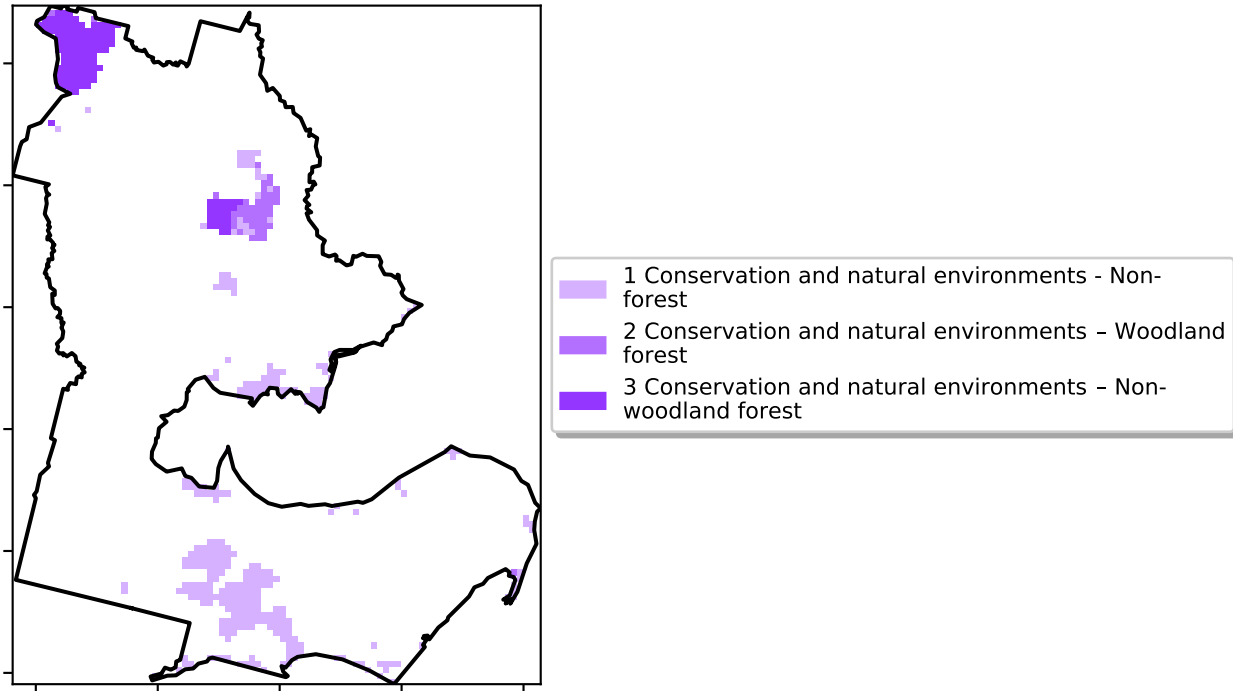 1 Conservation and natural environments - Non-
forest
2 Conservation and natural environments – Woodland
forest
3 Conservation and natural environments – Non-
woodland forest